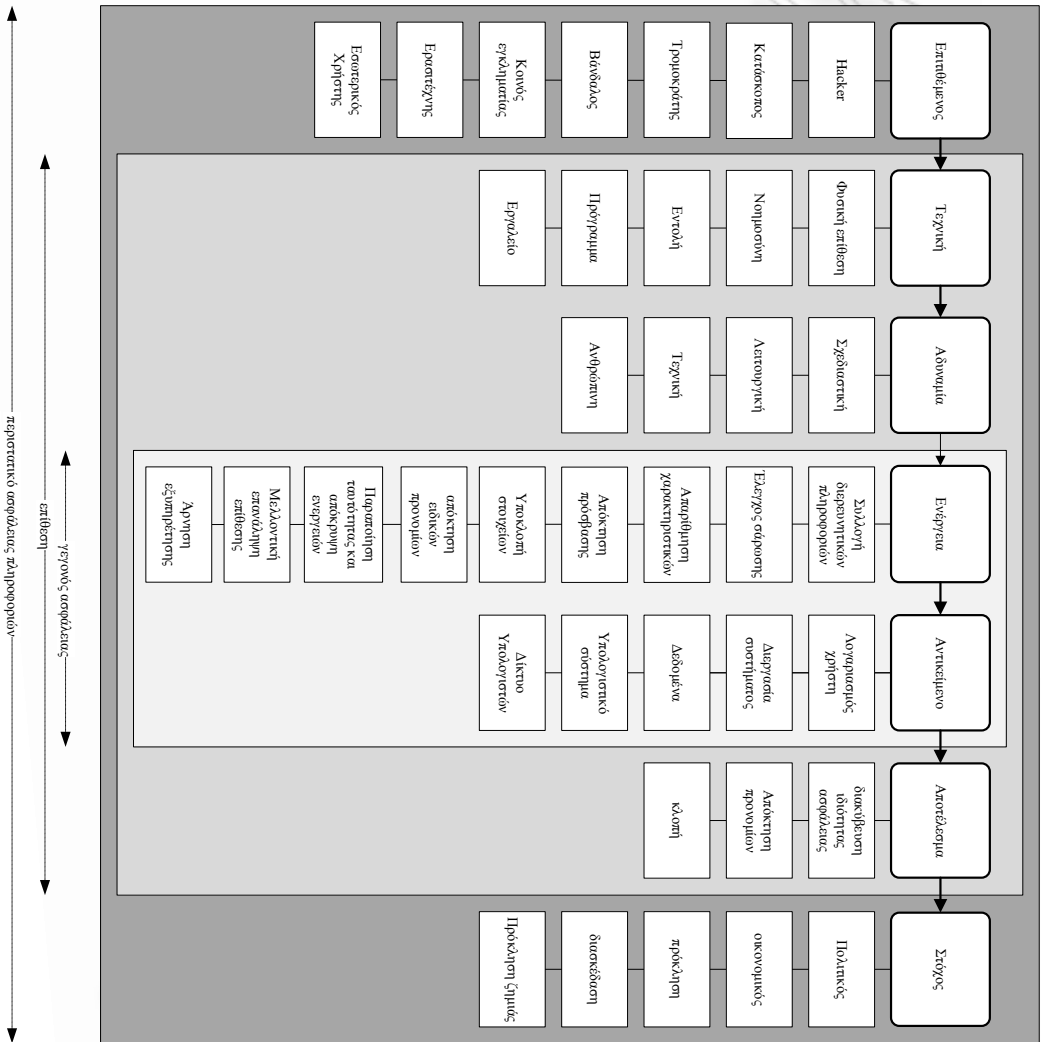 Επιτιθέμενος
Hacker
Κατάσκοπος
Τρομοκράτης
Βάνδαλος
Κοινός
εγκληματίας
Ερασιτέχνης
Εσωτερικός
Χρήστης
Τεχνική
Φυσική επίθεση
Νοημοσύνη
Εντολή
Πρόγραμμα
Εργαλείο
Αδυναμία
Σχεδιαστική
Λειτουργική
Τεχνική
Ανθρώπινη
Ενέργεια
Συλλογή
διερευνητικών
πληροφοριών
Έλεγχος σάρωσης
Απαρίθμηση
χαρακτηριστικών
Απόκτηση
πρόσβασης
Υποκλοπή
στοιχείων
απόκτηση
ειδικών
προνομίων
Παραποίηση
ταυτότητας και
απόκρυψη
ενεργειών
Μελλοντική
επανάληψη
επίθεσης
Άρνηση
εξυπηρέτησης
Αντικείμενο
Λογαριασμός
χρήστη
Διεργασία
συστήματος
Δεδομένα
Υπολογιστικό
σύστημα
Δίκτυο
Υπολογιστών
Αποτέλεσμα
διακύβευση
ιδιότητας
ασφάλειας
Απόκτηση
προνομίων
κλοπή
Στόχος
Πολιτικός
οικονομικός
πρόκληση
διασκέδαση
Πρόκληση ζημιάς
γεγονός ασφάλειας
επίθεση
περιστατικό ασφάλειας πληροφοριών